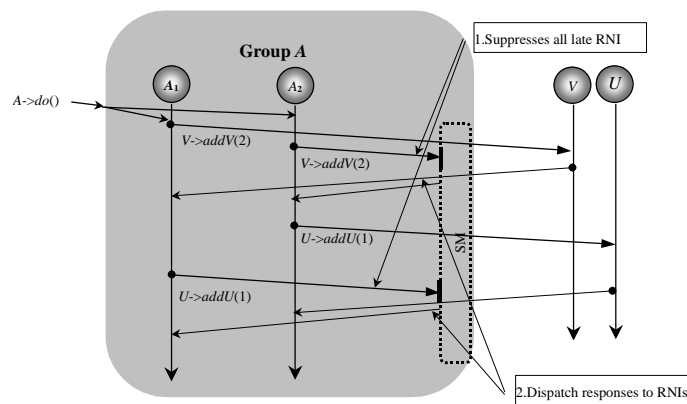 1.Suppresses all late RNI
Group A
A1
A2
V
U
A->do()
V->addV(2)
V->addV(2)
U->addU(1)
SM
U->addU(1)
2.Dispatch responses to RNIs